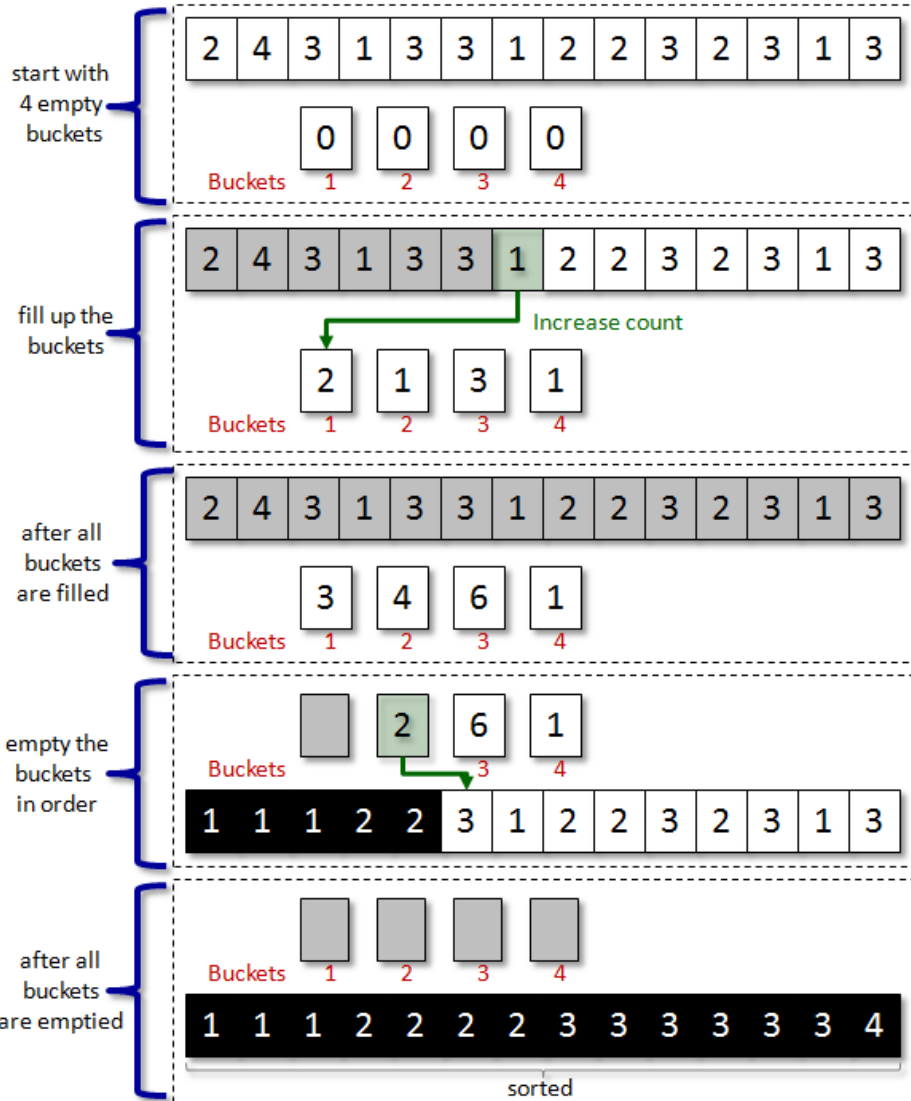 2 4 3 1 3 3 1 2 2 3 2 3 1 3
start with
4 empty
buckets
0 0 0 0
Buckets 1 2 3 4
2 4 3 1 3 3 1 2 2 3 2 3 1 3
fill up the
buckets
Increase count
2 1 3 1
Buckets 1 2 3 4
2 4 3 1 3 3 1 2 2 3 2 3 1 3
after all
buckets
are filled
3 4 6 1
Buckets 1 2 3 4
2 6 1
empty the
buckets
in order
Buckets 3 4
1 1 1 2 2 3 1 2 2 3 2 3 1 3
after all
buckets
are emptied
Buckets 1 2 3 4
1 1 1 2 2 2 2 3 3 3 3 3 3 4
sorted